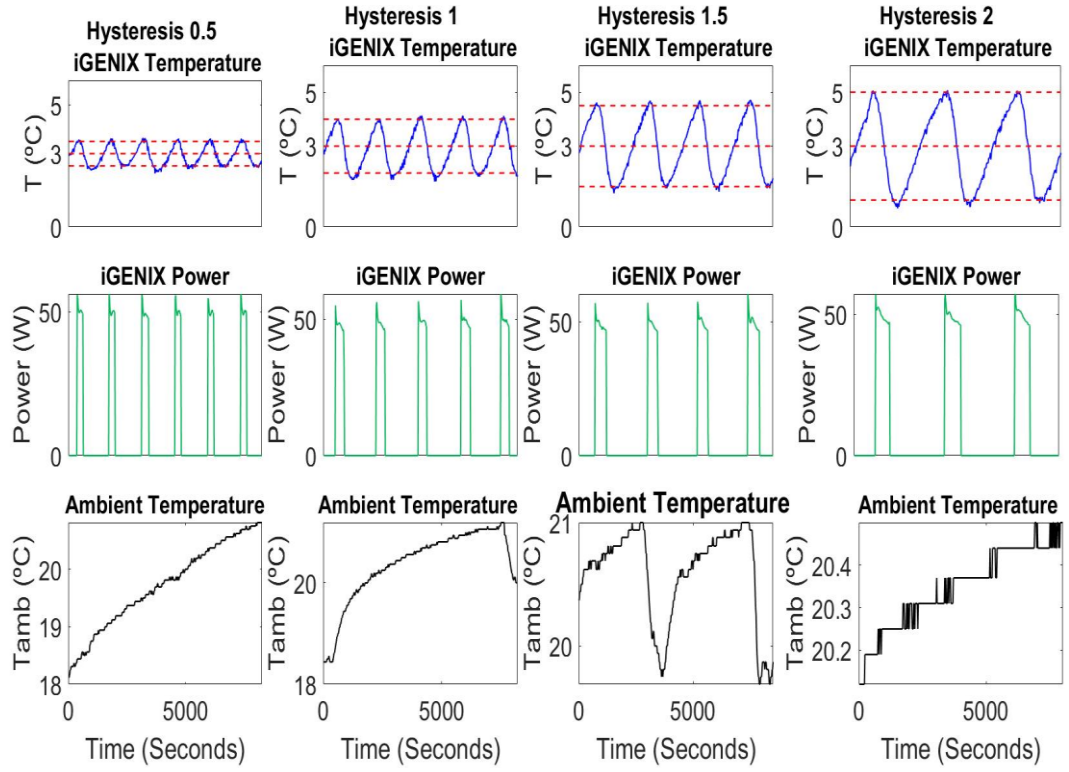 Hysteresis 0.5
iGENIX Temperature
T (ºC)
5
3
0
Hysteresis 1
iGENIX Temperature
T (ºC)
5
3
0
Hysteresis 1.5
iGENIX Temperature
T (ºC)
5
3
0
Hysteresis 2
iGENIX Temperature
T (ºC)
5
3
0
iGENIX Power
Power (W)
50
0
iGENIX Power
Power (W)
50
0
iGENIX Power
Power (W)
50
0
iGENIX Power
Power (W)
50
0
Ambient Temperature
Tamb (ºC)
20
19
18
0 5000
Time (Seconds)
Ambient Temperature
Tamb (ºC)
20
18
0 5000
Time (Seconds)
Ambient Temperature
Tamb (ºC)
21
20
0 5000
Time (Seconds)
Ambient Temperature
Tamb (ºC)
20.4
20.3
20.2
0 5000
Time (Seconds)